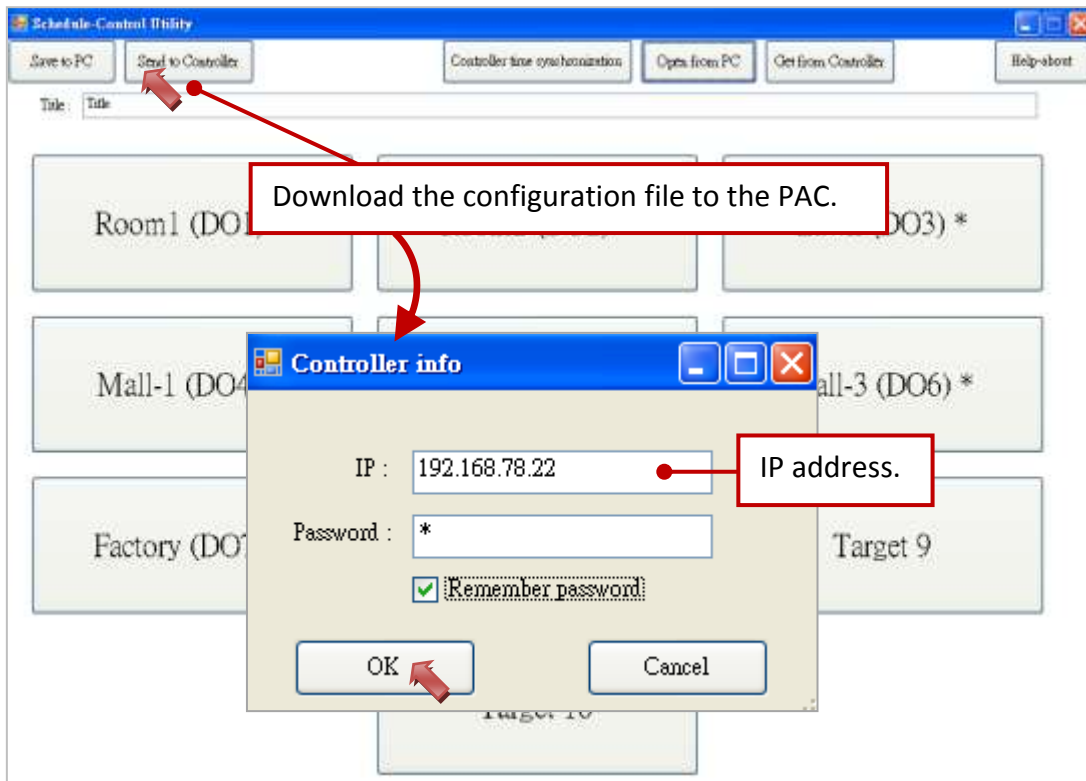 Schedule-Control Utility
Save to PC
Send to Controller
Controller time synchronization
Open from PC
Get from Controller
Help-about
Title :
Title
Download the configuration file to the PAC.
Room1 (DO1
DO3) *
Mall-1 (DO4
all-3 (DO6) *
Controller info
IP :
192.168.78.22
IP address.
Password :
*
Remember password
Factory (DO7
Target 9
OK
Cancel
Target 10